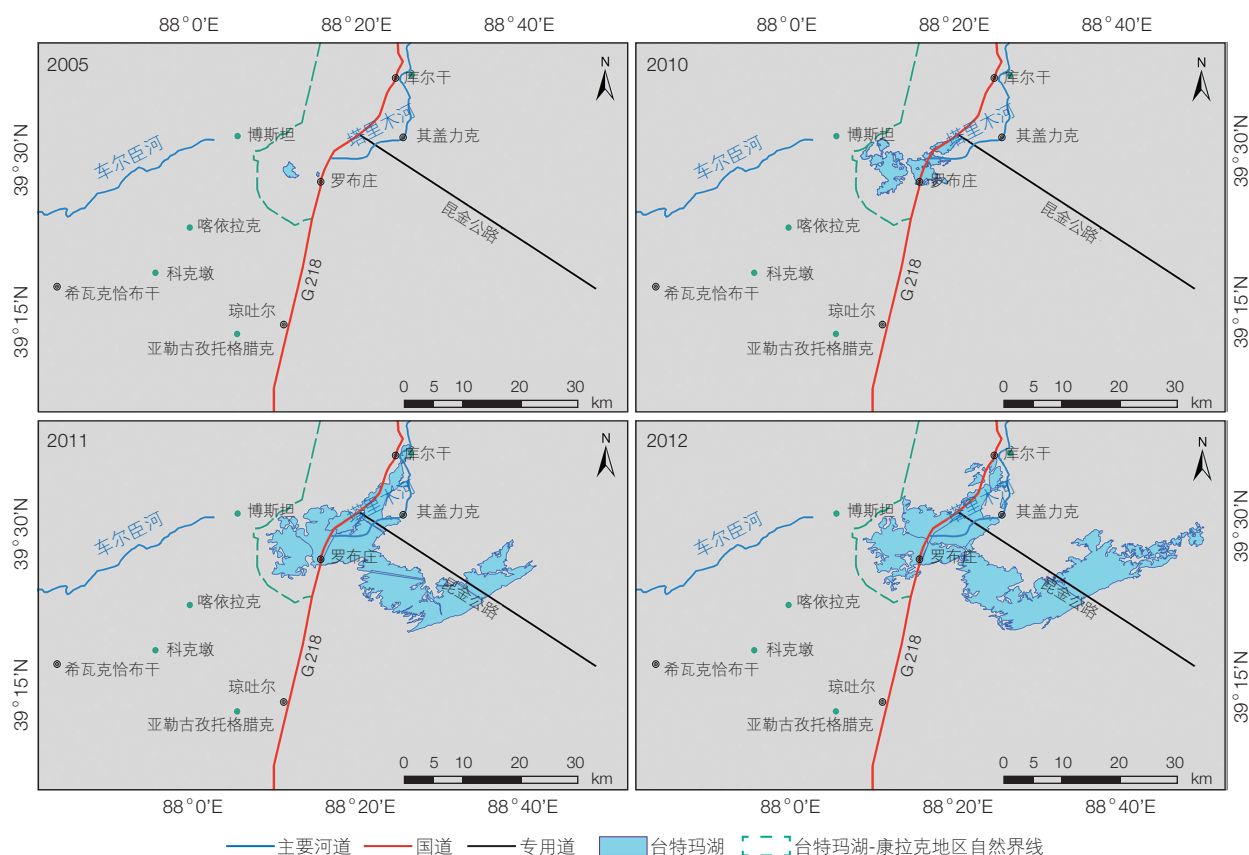 88°0′E 88°20′E 88°40′E 88°0′E 88°20′E 88°40′E
2005
N
库尔干
博斯坦
塔里木河
其盖力克
车尔臣河
罗布庄
喀依拉克
昆金公路
科克墩
希瓦克恰布干
G218
琼吐尔
亚勒古孜托格腊克
0 5 10 20 30
km
39°30′N
39°15′N
2010
N
库尔干
博斯坦
塔里木河
其盖力克
车尔臣河
罗布庄
喀依拉克
昆金公路
科克墩
希瓦克恰布干
G218
琼吐尔
亚勒古孜托格腊克
0 5 10 20 30
km
39°30′N
39°15′N
2011
N
库尔干
博斯坦
塔里木河
其盖力克
车尔臣河
罗布庄
喀依拉克
昆金公路
科克墩
希瓦克恰布干
G218
琼吐尔
亚勒古孜托格腊克
0 5 10 20 30
km
39°30′N
39°15′N
2012
N
库尔干
博斯坦
塔里木河
其盖力克
车尔臣河
罗布庄
喀依拉克
昆金公路
科克墩
希瓦克恰布干
G218
琼吐尔
亚勒古孜托格腊克
0 5 10 20 30
km
39°30′N
39°15′N
88°0′E 88°20′E 88°40′E 88°0′E 88°20′E 88°40′E
主要河道 国道 专用道 台特玛湖 台特玛湖-康拉克地区自然界线